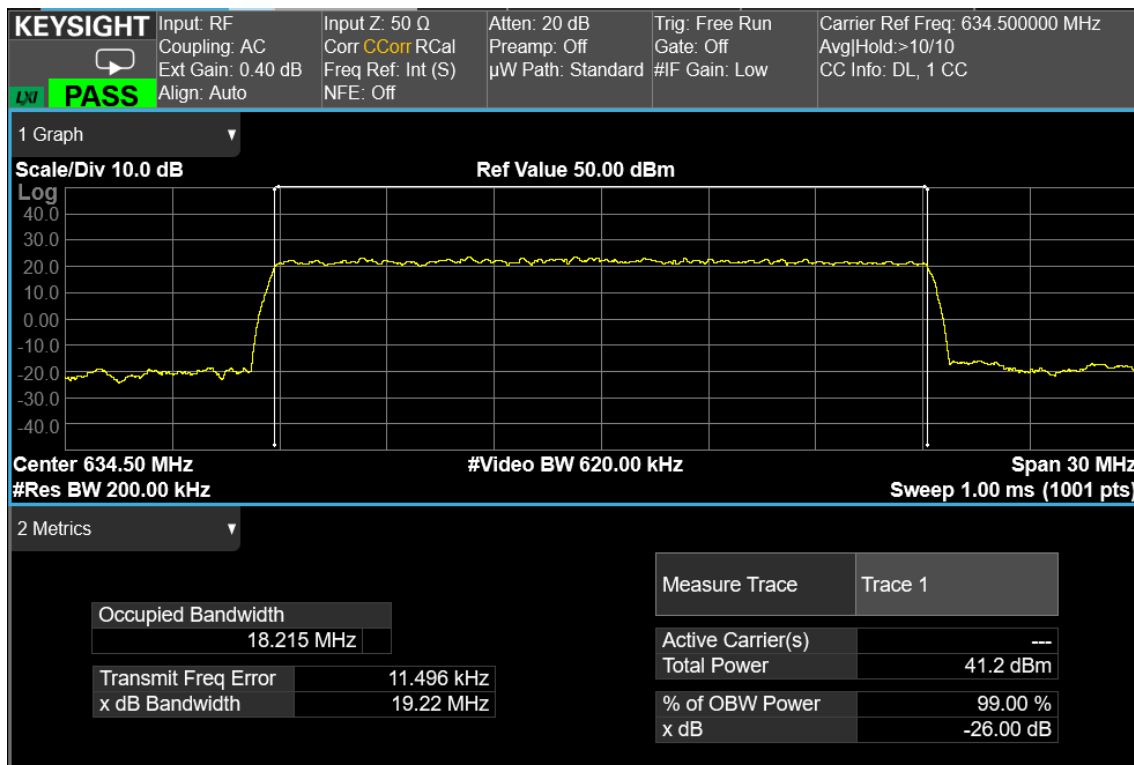 KEYSIGHT
LXI
PASS
Input: RF
Coupling: AC
Ext Gain: 0.40 dB
Align: Auto
Input Z: 50 Ω
Corr CCorr RCal
Freq Ref: Int (S)
NFE: Off
Atten: 20 dB
Preamp: Off
µW Path: Standard
Trig: Free Run
Gate: Off
#IF Gain: Low
Carrier Ref Freq: 634.500000 MHz
Avg|Hold:>10/10
CC Info: DL, 1 CC
1 Graph
Scale/Div 10.0 dB
Ref Value 50.00 dBm
Log
40.0
30.0
20.0
10.0
0.00
-10.0
-20.0
-30.0
-40.0
Center 634.50 MHz
#Video BW 620.00 kHz
Span 30 MHz
#Res BW 200.00 kHz
Sweep 1.00 ms (1001 pts)
2 Metrics
Occupied Bandwidth
18.215 MHz
Transmit Freq Error 11.496 kHz
x dB Bandwidth 19.22 MHz
Measure Trace Trace 1
Active Carrier(s) ---
Total Power 41.2 dBm
% of OBW Power 99.00 %
x dB -26.00 dB